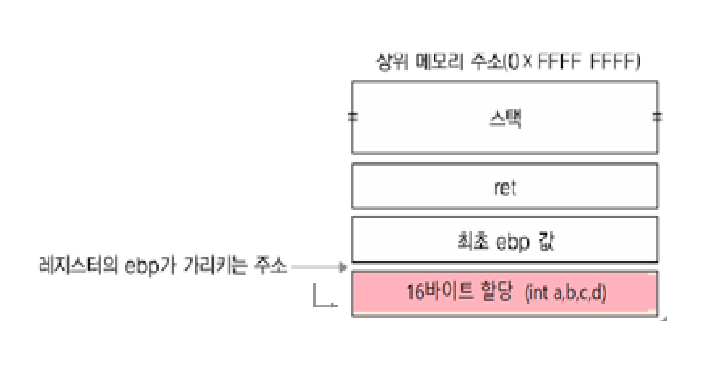 상위 메모리 주소(0×FFFF FFFF)
스택
ret
최초 ebp 값
레지스터의 ebp가 가리키는 주소
16바이트 할당 (int a,b,c,d)